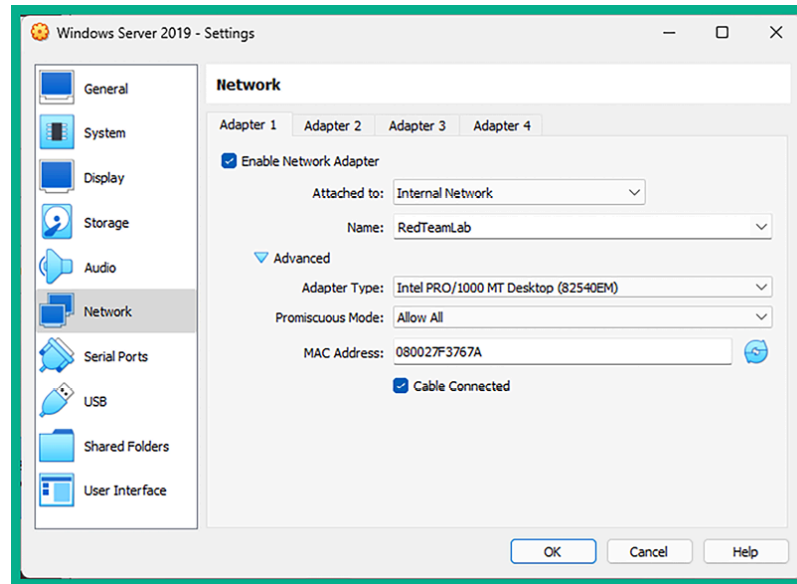 Windows Server 2019 - Settings
General
System
Display
Storage
Audio
Network
Serial Ports
USB
Shared Folders
User Interface
Network
Adapter 1 Adapter 2 Adapter 3 Adapter 4
Enable Network Adapter
Attached to: Internal Network
Name: RedTeamLab
Advanced
Adapter Type: Intel PRO/1000 MT Desktop (82540EM)
Promiscuous Mode: Allow All
MAC Address: 080027F3767A
Cable Connected
OK Cancel Help